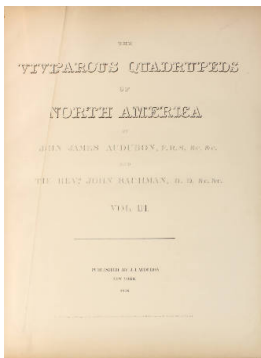 THE
VIVIPAROUS QUADRUPEDS
OF
NORTH AMERICA
BY
JOHN JAMES AUDUBON, F.R.S. &c. &c.
AND
THE REVD. JOHN BACHMAN, D. D. &c. &c.
VOL III
PUBLISHED BY J.J. AUDUBON
NEW YORK